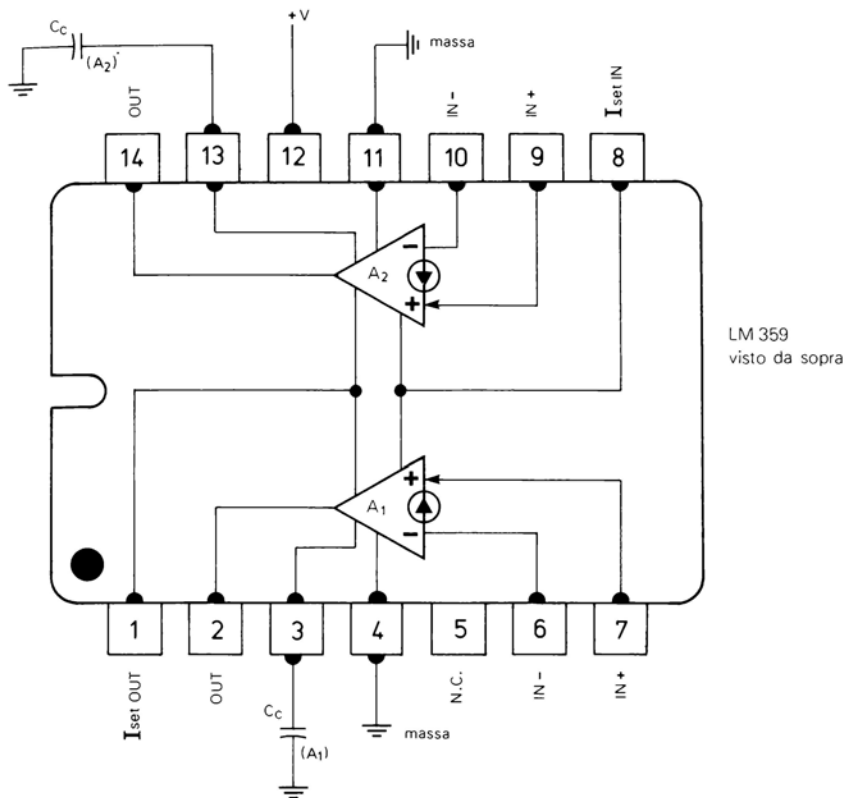 Cc
(A2)
+V
massa
OUT
IN -
IN +
Iset IN
14
13
12
11
10
9
8
−
A2
+
LM 359
visto da sopra
+
A1
−
1
2
3
4
5
6
7
Iset OUT
OUT
Cc
(A1)
massa
N.C.
IN -
IN +